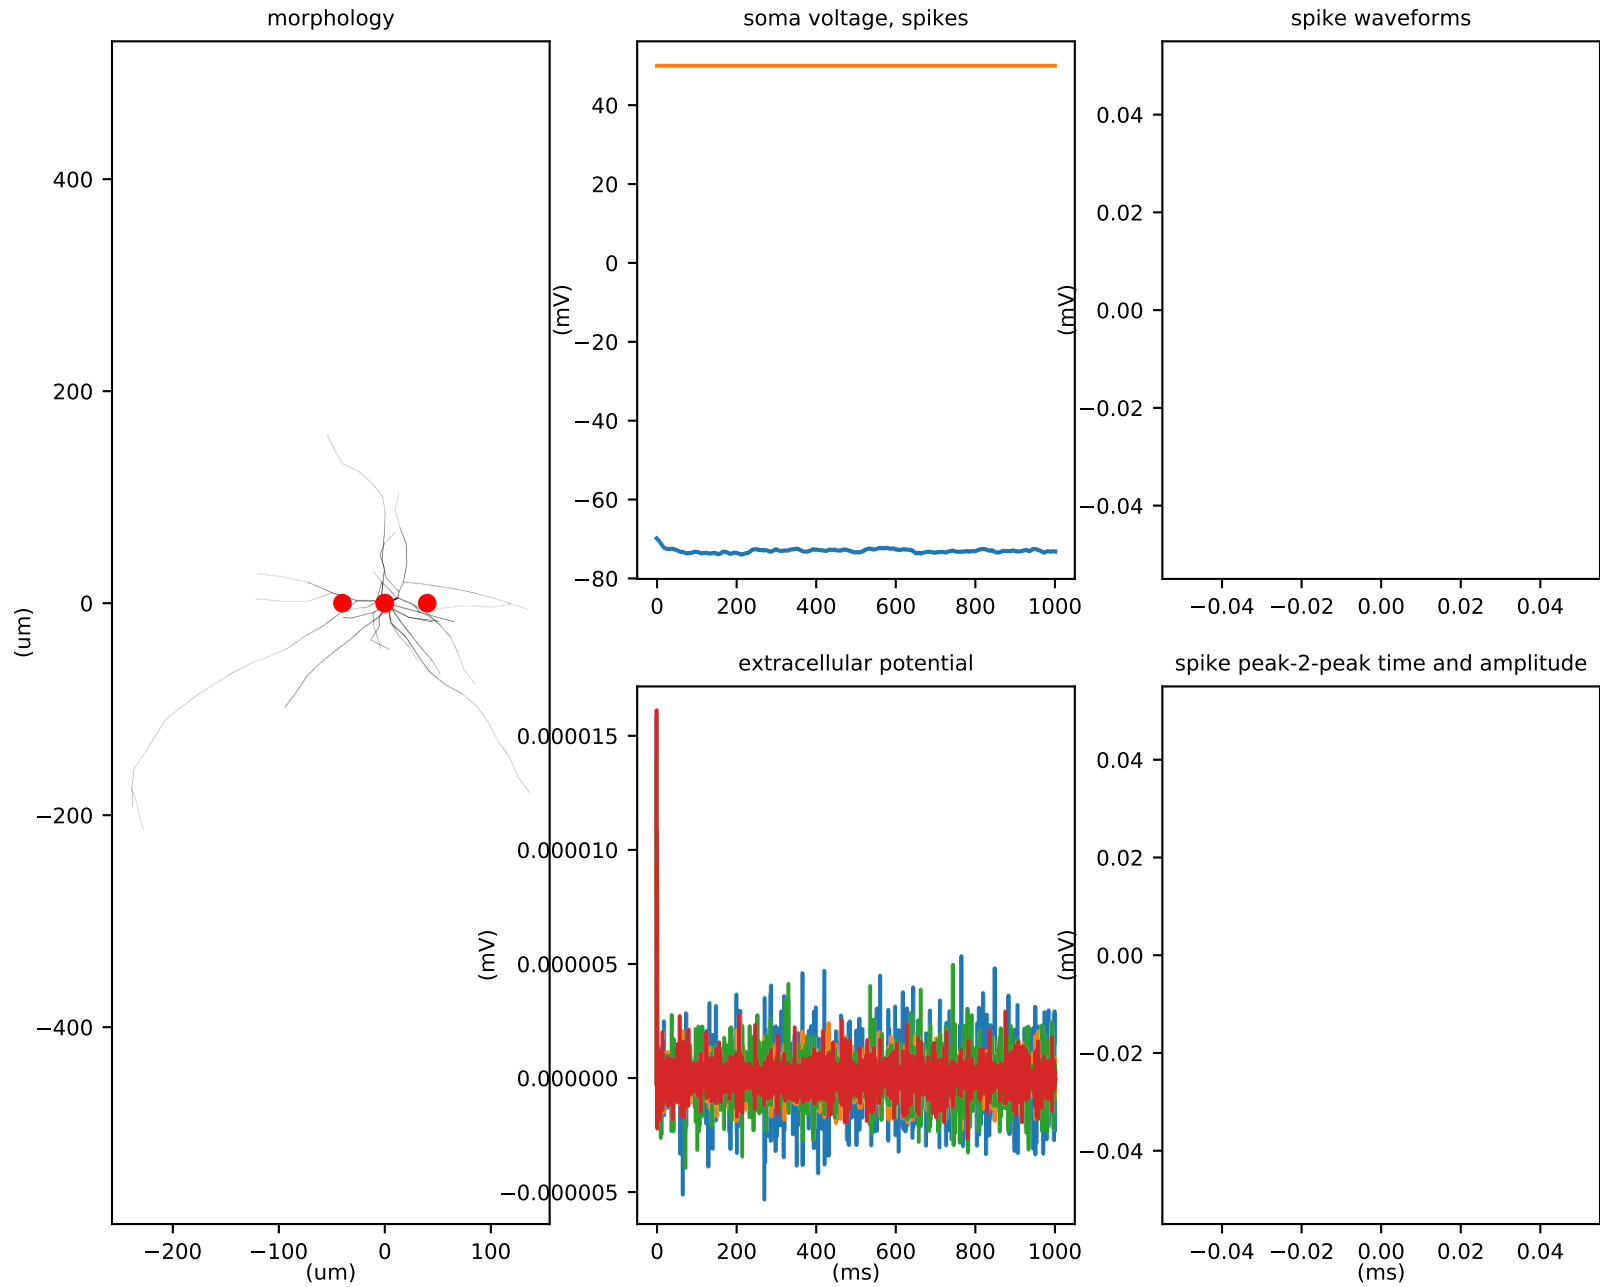 morphology
400
200
0
−200
−400
(um)
−200 −100 0 100
(um)
soma voltage, spikes
40
20
0
−20
−40
−60
−80
(mV)
0 200 400 600 800 1000
spike waveforms
0.04
0.02
0.00
−0.02
−0.04
(mV)
−0.04 −0.02 0.00 0.02 0.04
extracellular potential
0.000015
0.000010
0.000005
0.000000
−0.000005
(mV)
0 200 400 600 800 1000
(ms)
spike peak-2-peak time and amplitude
0.04
0.02
0.00
−0.02
−0.04
(mV)
−0.04 −0.02 0.00 0.02 0.04
(ms)